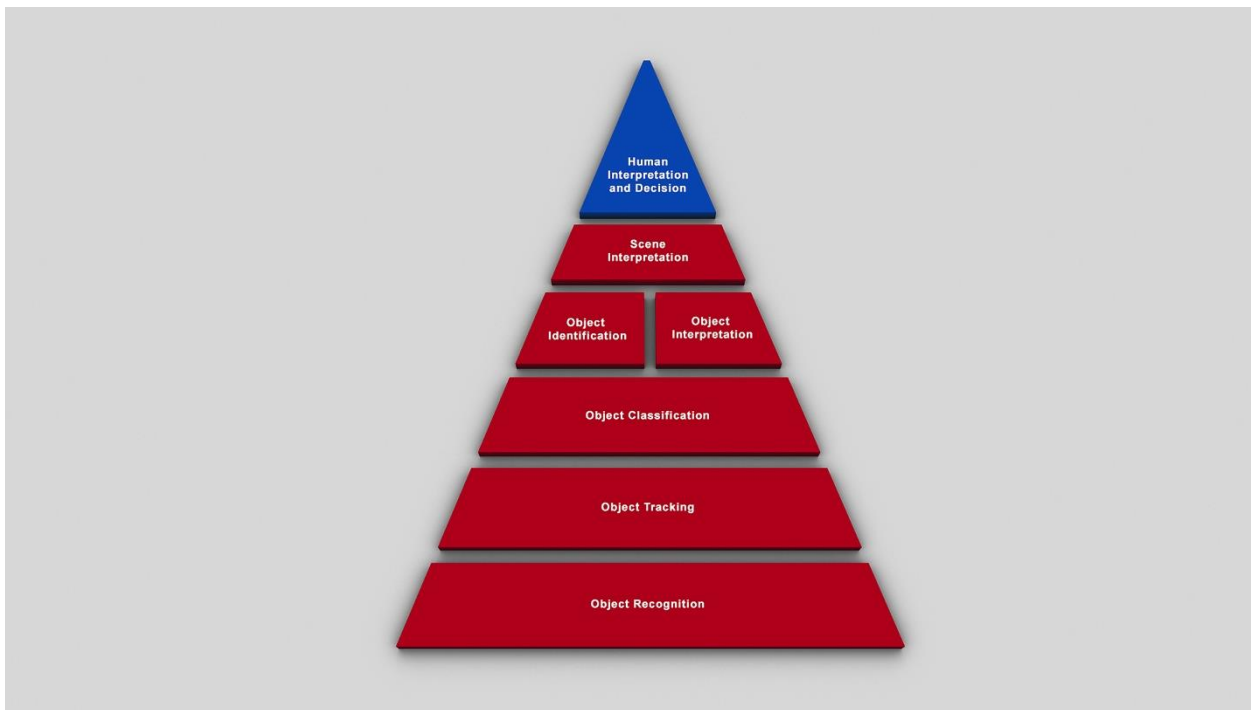 Human
Interpretation
and Decision
Scene
Interpretation
Object
Identification
Object
Interpretation
Object Classification
Object Tracking
Object Recognition